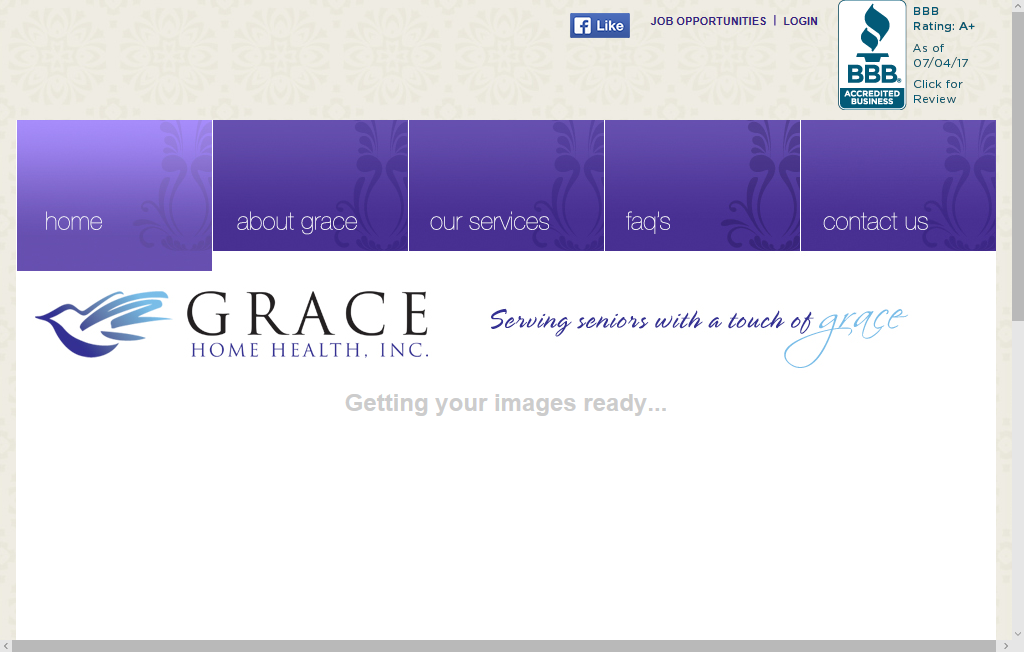 Like
JOB OPPORTUNITIES | LOGIN
BBB.
ACCREDITED
BUSINESS
BBB
Rating: A+
As of
07/04/17
Click for
Review
home
about grace
our services
faq's
contact us
GRACE
HOME HEALTH, INC.
Serving seniors with a touch of grace
Getting your images ready...